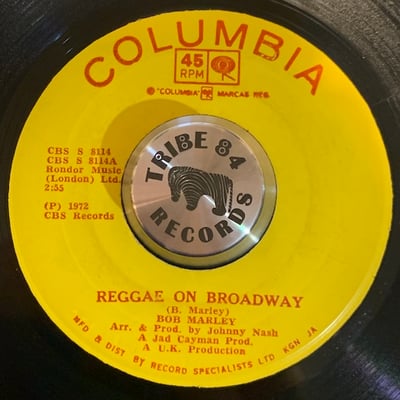 COLUMBIA
45
RPM
® "COLUMBIA" MARCAS REG.
CBS S 8114
CBS S 8114A
Rondor Music
(London) Ltd.
2:55
(P) 1972
CBS Records
TRIBE 84
RECORDS
REGGAE ON BROADWAY
(B. Marley)
BOB MARLEY
Arr. & Prod. by Johnny Nash
A Jad Cayman Prod.
A U.K. Production
MFD & DIST BY RECORD SPECIALISTS LTD KGN JA